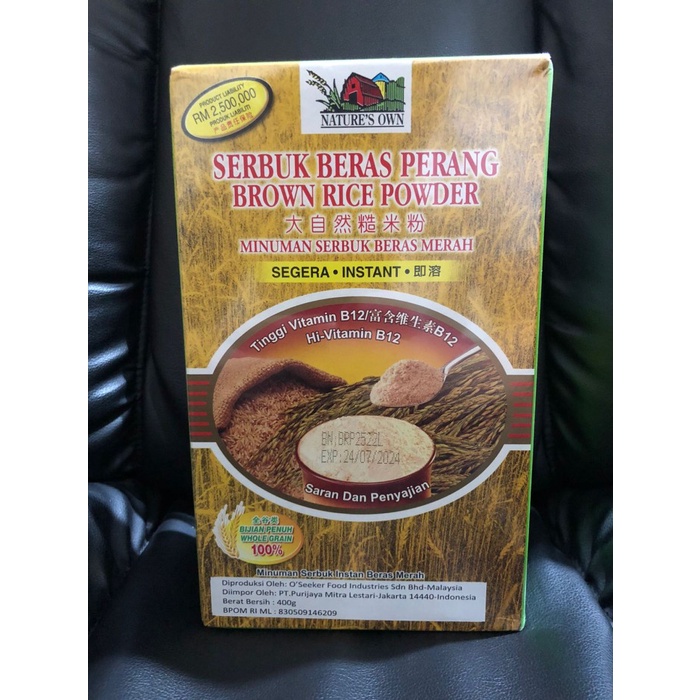 PRODUCT LIABILITY
RM 2,500,000
PRODUK LIABILITI
产品责任保险
NATURE'S OWN
SERBUK BERAS PERANG
BROWN RICE POWDER
大自然糙米粉
MINUMAN SERBUK BERAS MERAH
SEGERA • INSTANT • 即溶
Tinggi Vitamin B12/富含维生素B12
Hi-Vitamin B12
BN.BRP2522L
EXP:24/07/2024
Saran Dan Penyajian
全谷类
BIJIAN PENUH
WHOLE GRAIN
100%
Minuman Serbuk Instan Beras Merah
Diproduksi Oleh: O'Seeker Food Industries Sdn Bhd-Malaysia
Diimpor Oleh: PT.Purijaya Mitra Lestari-Jakarta 14440-Indonesia
Berat Bersih : 400g
BPOM RI ML : 830509146209